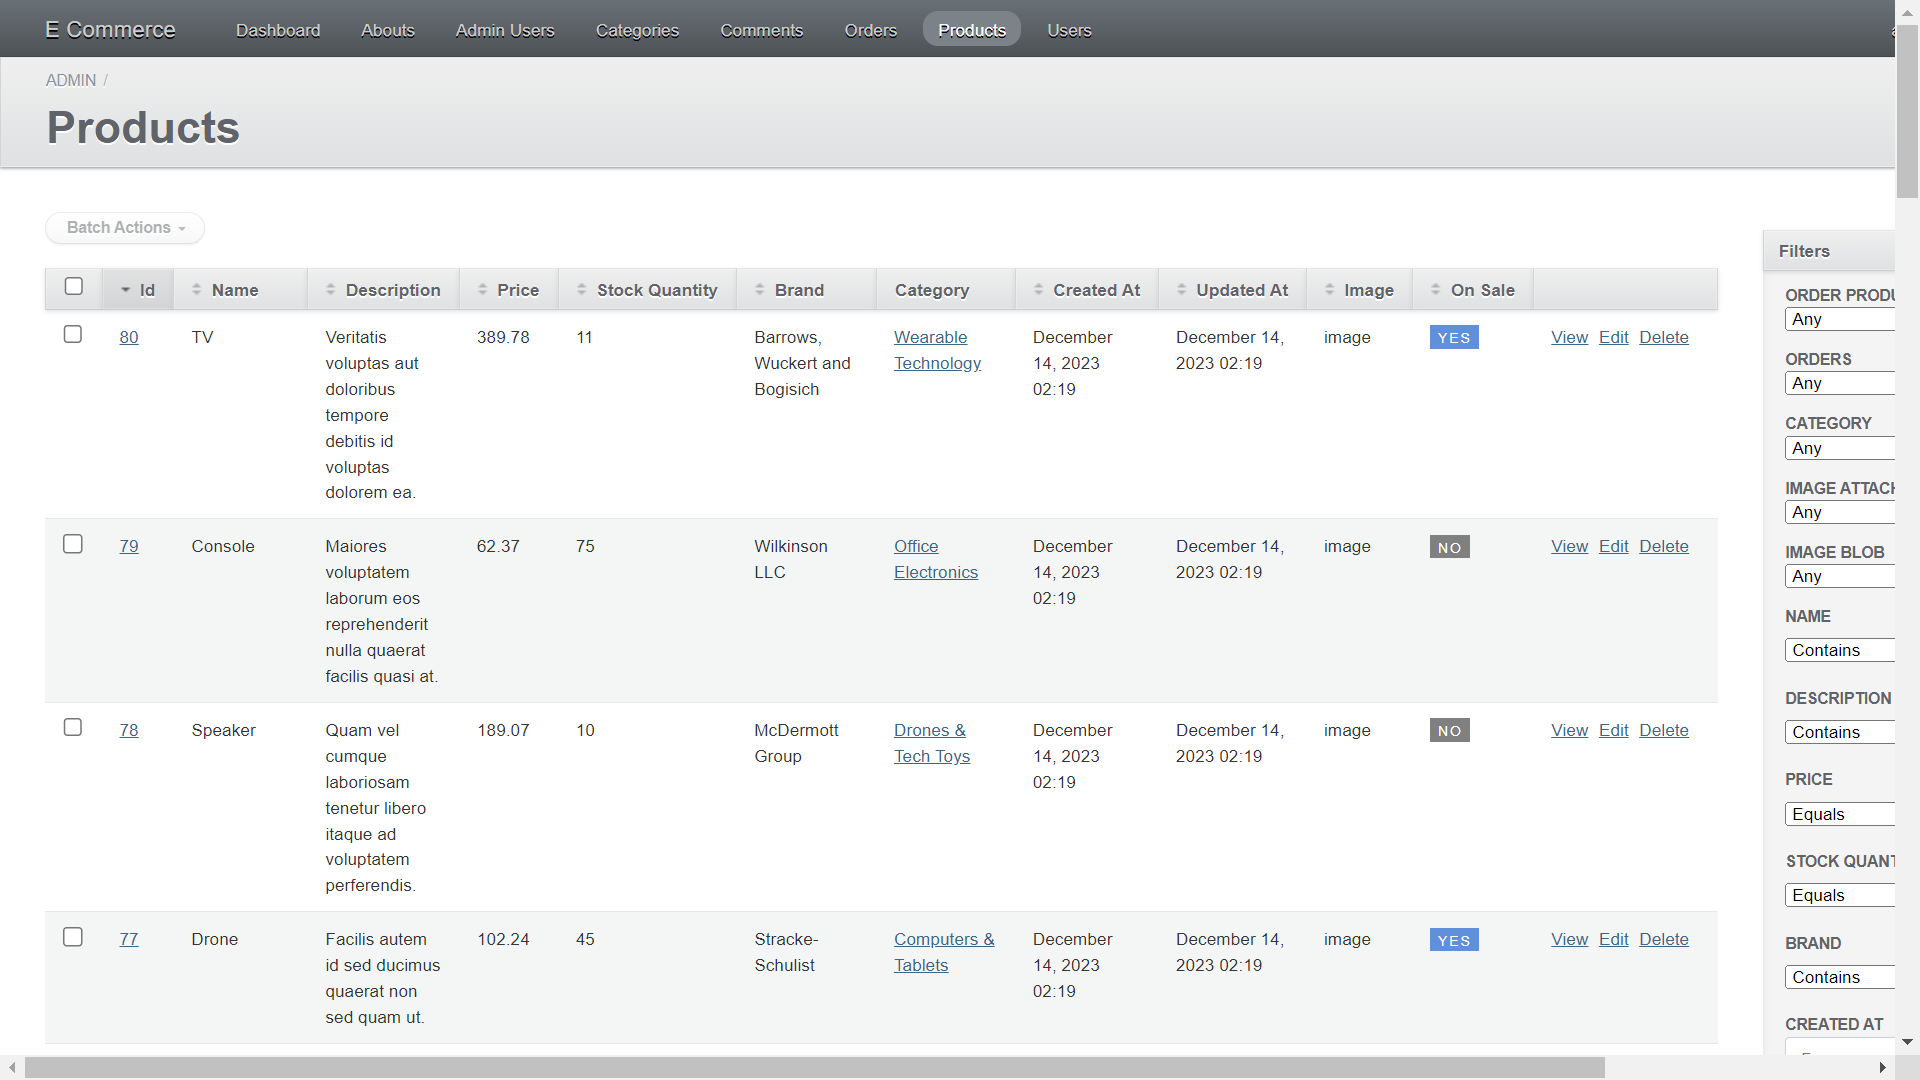 E Commerce Dashboard Abouts Admin Users Categories Comments Orders Products Users
ADMIN /
Products
Batch Actions
Id Name Description Price Stock Quantity Brand Category Created At Updated At Image On Sale
80 TV Veritatis 389.78 11 Barrows, Wearable December December 14, image YES View Edit Delete
voluptas aut Wuckert and Technology 14, 2023 2023 02:19
doloribus Bogisich 02:19
tempore
debitis id
voluptas
dolorem ea.
79 Console Maiores 62.37 75 Wilkinson Office December December 14, image NO View Edit Delete
voluptatem LLC Electronics 14, 2023 2023 02:19
laborum eos 02:19
reprehenderit
nulla quaerat
facilis quasi at.
78 Speaker Quam vel 189.07 10 McDermott Drones & December December 14, image NO View Edit Delete
cumque Group Tech Toys 14, 2023 2023 02:19
laboriosam 02:19
tenetur libero
itaque ad
voluptatem
perferendis.
77 Drone Facilis autem 102.24 45 Stracke- Computers & December December 14, image YES View Edit Delete
id sed ducimus Schulist Tablets 14, 2023 2023 02:19
quaerat non 02:19
sed quam ut.
Filters
ORDER PRODU
Any
ORDERS
Any
CATEGORY
Any
IMAGE ATTACH
Any
IMAGE BLOB
Any
NAME
Contains
DESCRIPTION
Contains
PRICE
Equals
STOCK QUANT
Equals
BRAND
Contains
CREATED AT